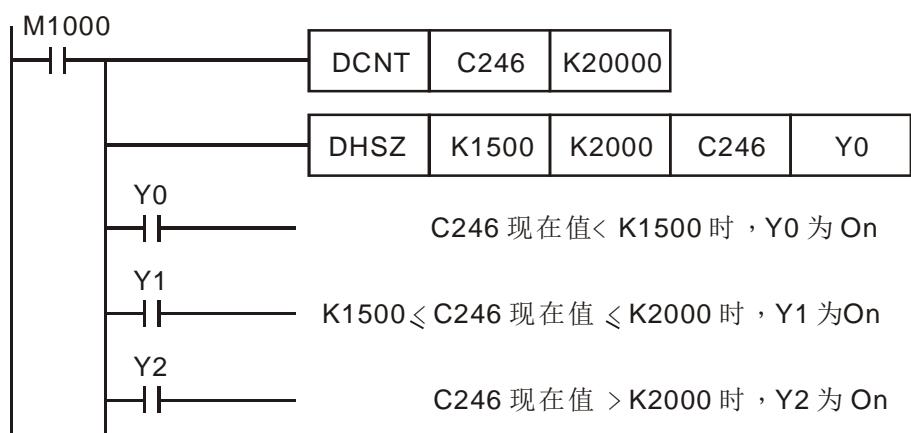 M1000
DCNT C246 K20000
DHSZ K1500 K2000 C246 Y0
Y0
C246 现在值< K1500 时，Y0 为 On
Y1
K1500≤C246 现在值 ≤K2000 时，Y1 为On
Y2
C246 现在值 >K2000 时，Y2 为 On